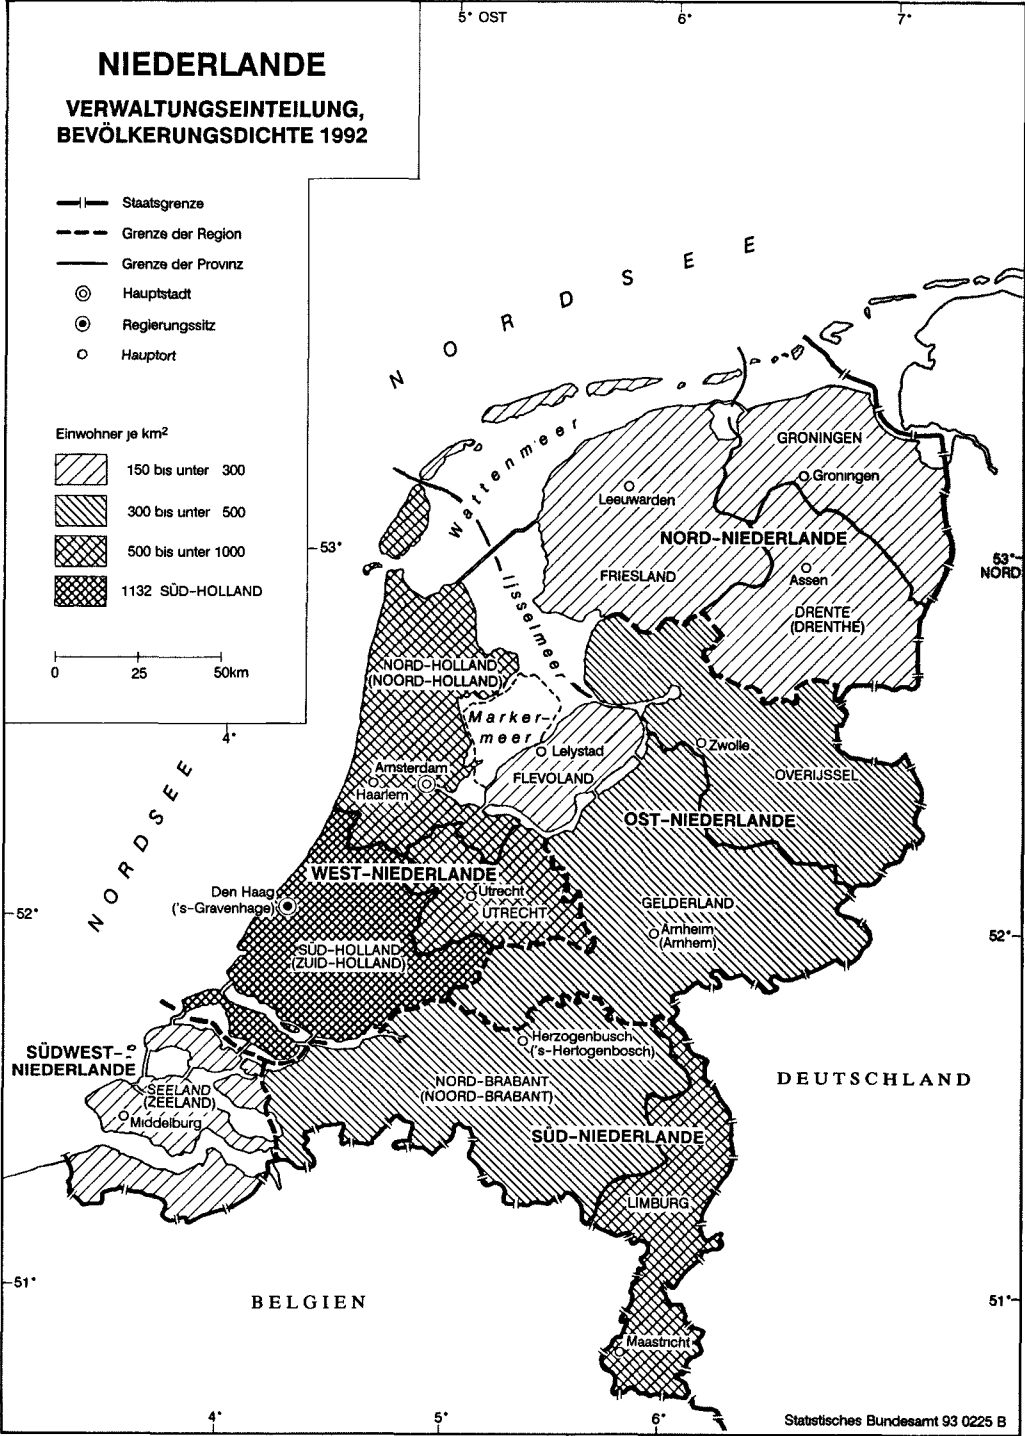 5° OST
6°
7°
NIEDERLANDE
VERWALTUNGSEINTEILUNG,
BEVÖLKERUNGSDICHTE 1992
Staatsgrenze
Grenze der Region
Grenze der Provinz
Hauptstadt
Regierungssitz
Hauptort
Einwohner je km²
150 bis unter 300
300 bis unter 500
500 bis unter 1000
1132 SÜD-HOLLAND
0 25 50km
NORDSEE
Wattenmeer
GRONINGEN
Groningen
Leeuwarden
NORD-NIEDERLANDE
53°
53°
NORD
FRIESLAND
Assen
DRENTE
(DRENTHE)
Ijsselmeer
NORD-HOLLAND
(NOORD-HOLLAND)
Marker-
meer
4°
Lelystad
FLEVOLAND
Zwolle
OVERIJSSEL
Amsterdam
Haarlem
OST-NIEDERLANDE
NORDSEE
WEST-NIEDERLANDE
Den Haag
('s-Gravenhage)
Utrecht
UTRECHT
GELDERLAND
Arnheim
(Arnhem)
52°
52°
SÜD-HOLLAND
(ZUID-HOLLAND)
Herzogenbusch
('s-Hertogenbosch)
SÜDWEST-
NIEDERLANDE
SEELAND
(ZEELAND)
Middelburg
NORD-BRABANT
(NOORD-BRABANT)
DEUTSCHLAND
SÜD-NIEDERLANDE
LIMBURG
51°
51°
BELGIEN
Maastricht
4°
5°
6°
Statistisches Bundesamt 93 0225 B